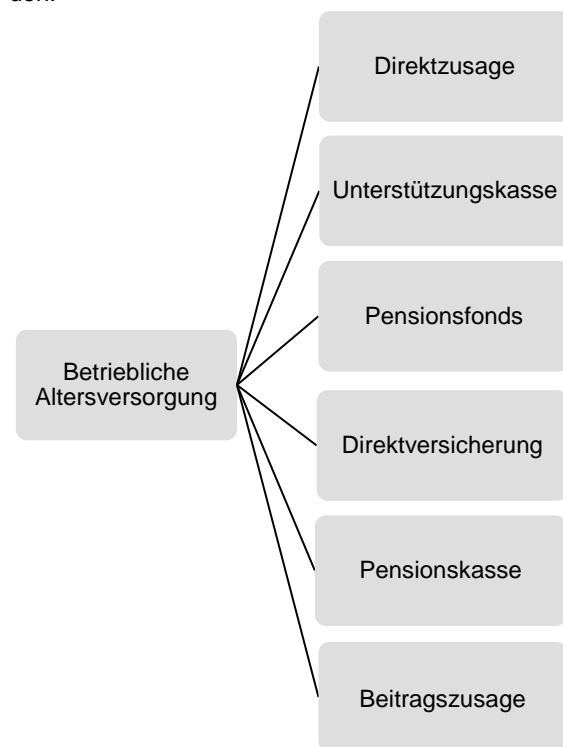 Direktzusage
Unterstützungskasse
Pensionsfonds
Betriebliche
Altersversorgung
Direktversicherung
Pensionskasse
Beitragszusage